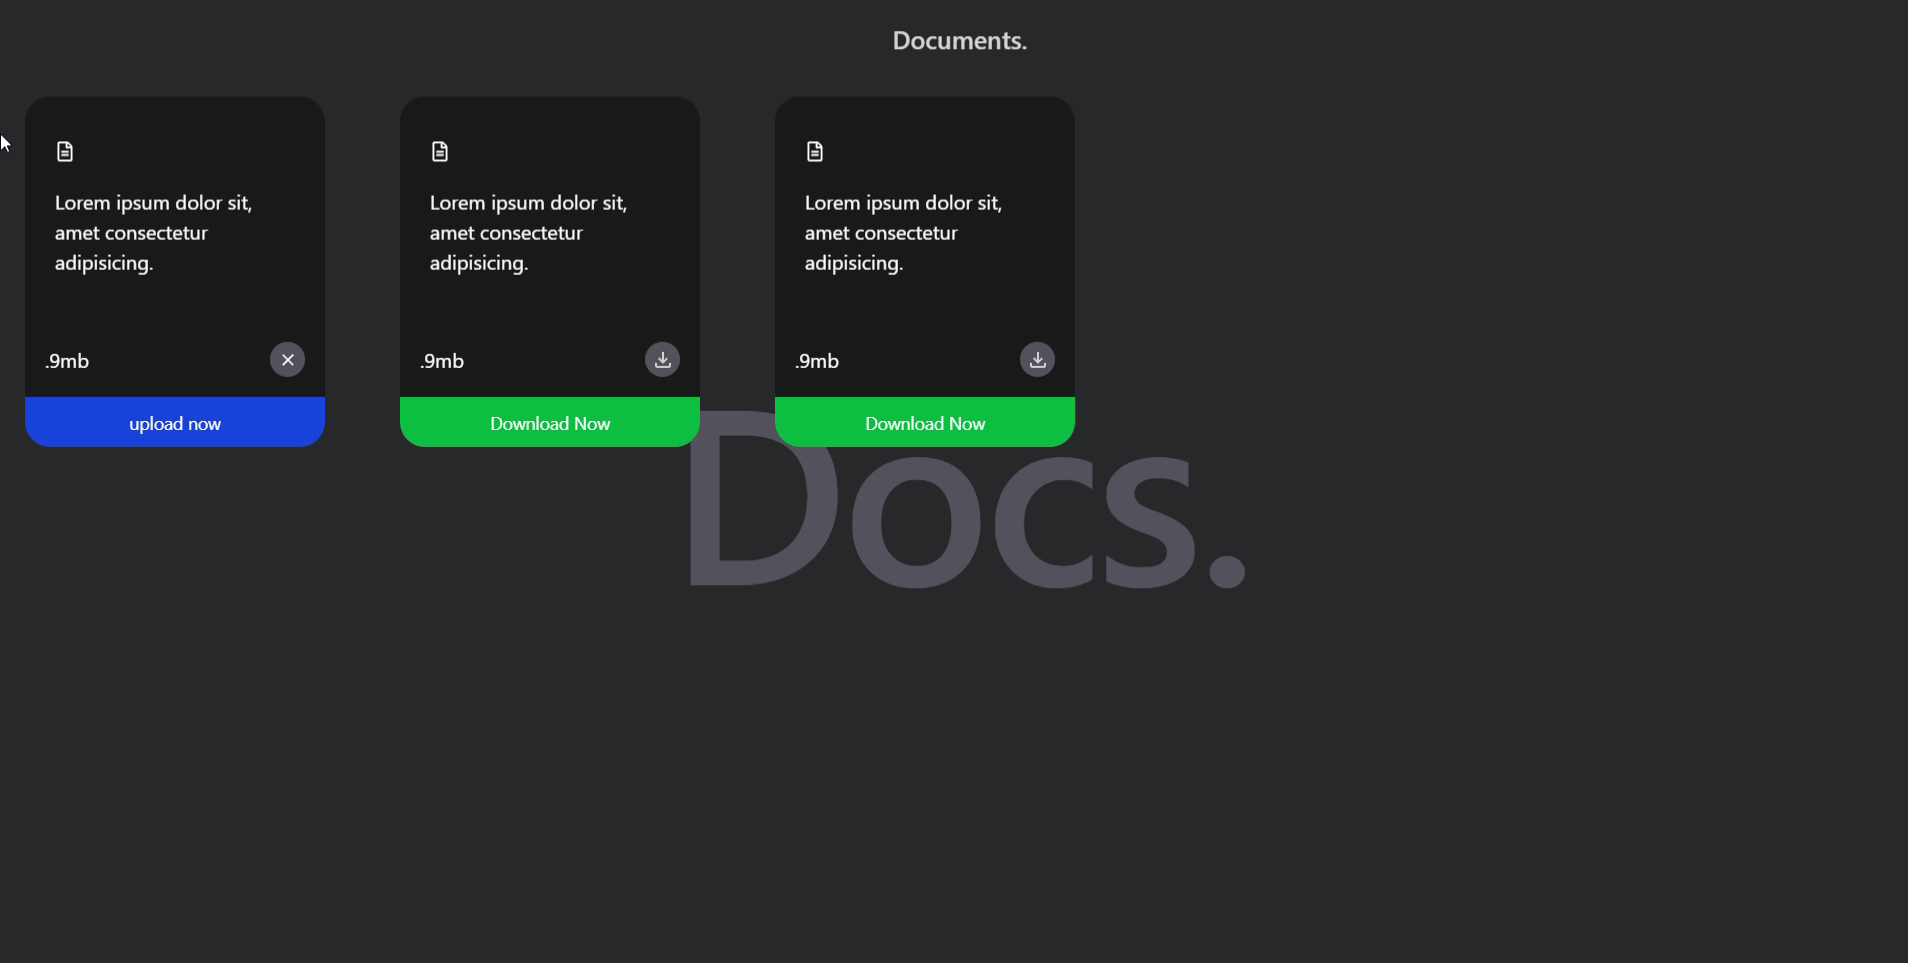 Documents.
Lorem ipsum dolor sit,
amet consectetur
adipisicing.
.9mb
upload now
Lorem ipsum dolor sit,
amet consectetur
adipisicing.
.9mb
Download Now
Lorem ipsum dolor sit,
amet consectetur
adipisicing.
.9mb
Download Now
Docs.